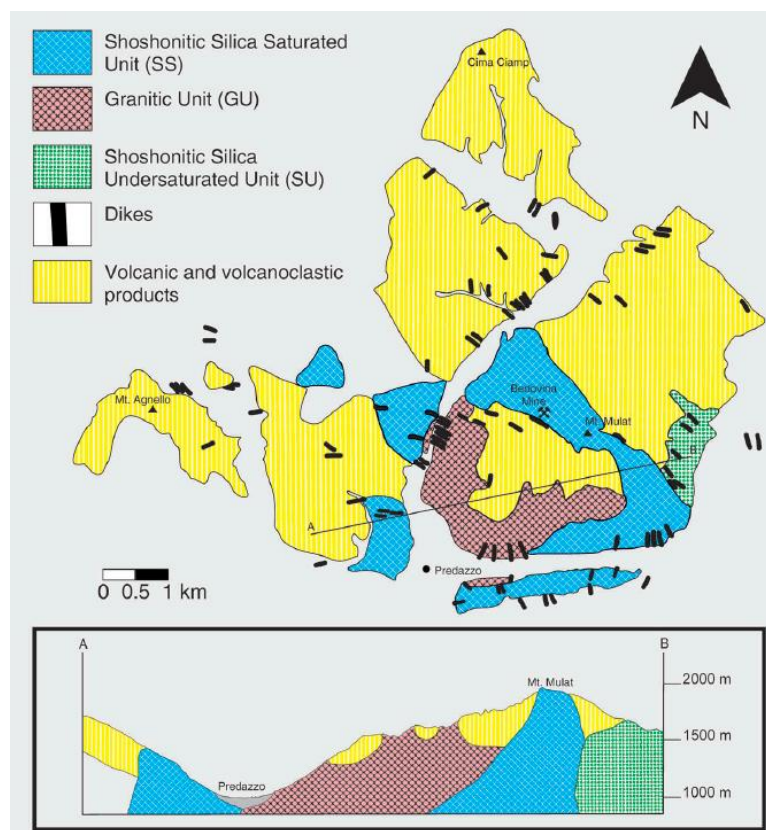 Shoshonitic Silica Saturated
Unit (SS)
Granitic Unit (GU)
Shoshonitic Silica
Undersaturated Unit (SU)
Dikes
Volcanic and volcanoclastic
products
Cima Ciamp
N
Mt. Agnello
Bedovina
Mine
Mt. Mulat
B
A
Predazzo
0 0.5 1 km
A
B
Mt. Mulat
2000 m
1500 m
Predazzo
1000 m